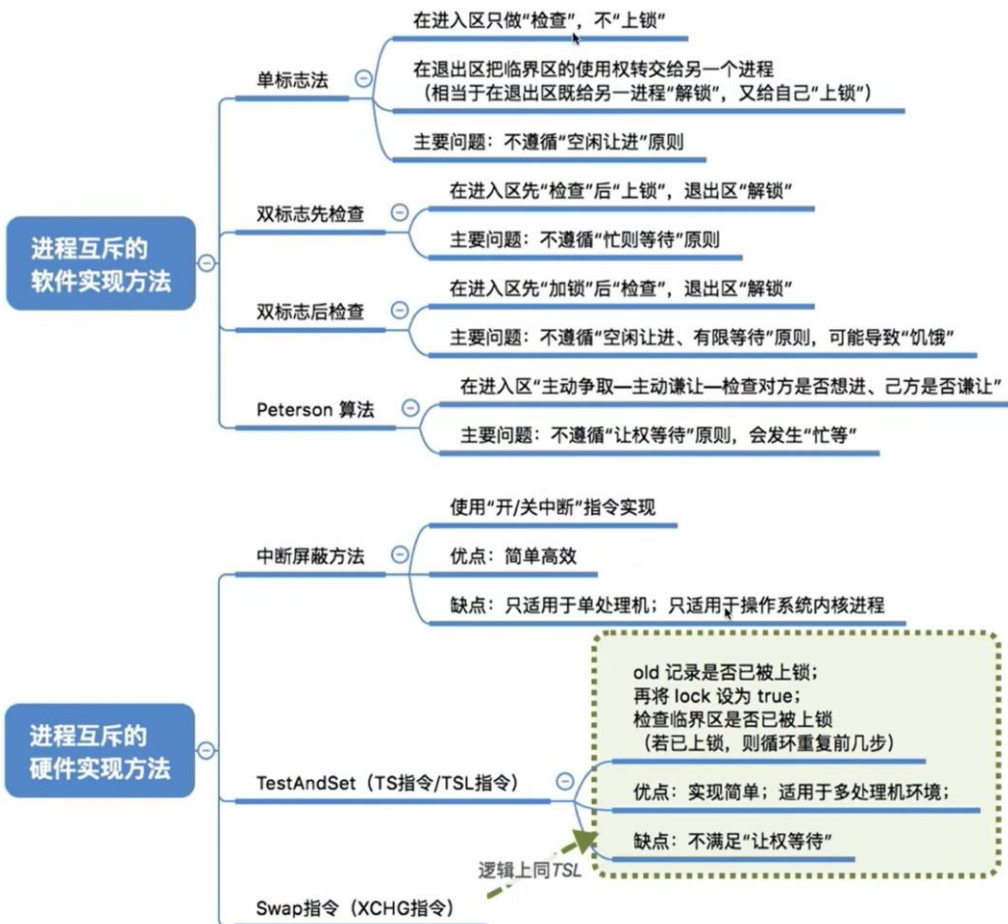 在进入区只做“检查”，不“上锁”
单标志法
在退出区把临界区的使用权转交给另一个进程
（相当于在退出区既给另一进程“解锁”，又给自己“上锁”）
主要问题：不遵循“空闲让进”原则
进程互斥的
软件实现方法
双标志先检查
在进入区先“检查”后“上锁”，退出区“解锁”
主要问题：不遵循“忙则等待”原则
双标志后检查
在进入区先“加锁”后“检查”，退出区“解锁”
主要问题：不遵循“空闲让进、有限等待”原则，可能导致“饥饿”
Peterson 算法
在进入区“主动争取—主动谦让—检查对方是否想进、己方是否谦让”
主要问题：不遵循“让权等待”原则，会发生“忙等”
进程互斥的
硬件实现方法
中断屏蔽方法
使用“开/关中断”指令实现
优点：简单高效
缺点：只适用于单处理机；只适用于操作系统内核进程
TestAndSet（TS指令/TSL指令）
old 记录是否已被上锁；
再将 lock 设为 true；
检查临界区是否已被上锁
（若已上锁，则循环重复前几步）
优点：实现简单；适用于多处理机环境；
缺点：不满足“让权等待”
逻辑上同TSL
Swap指令（XCHG指令）